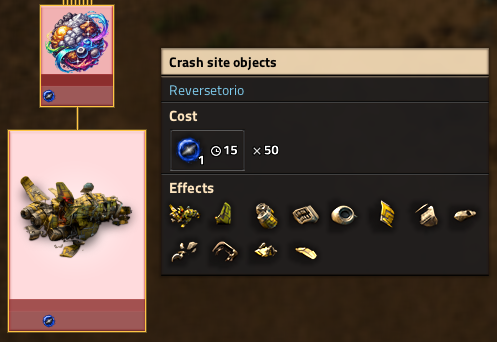 Crash site objects
Reversetorio
Cost
1 15 × 50
Effects